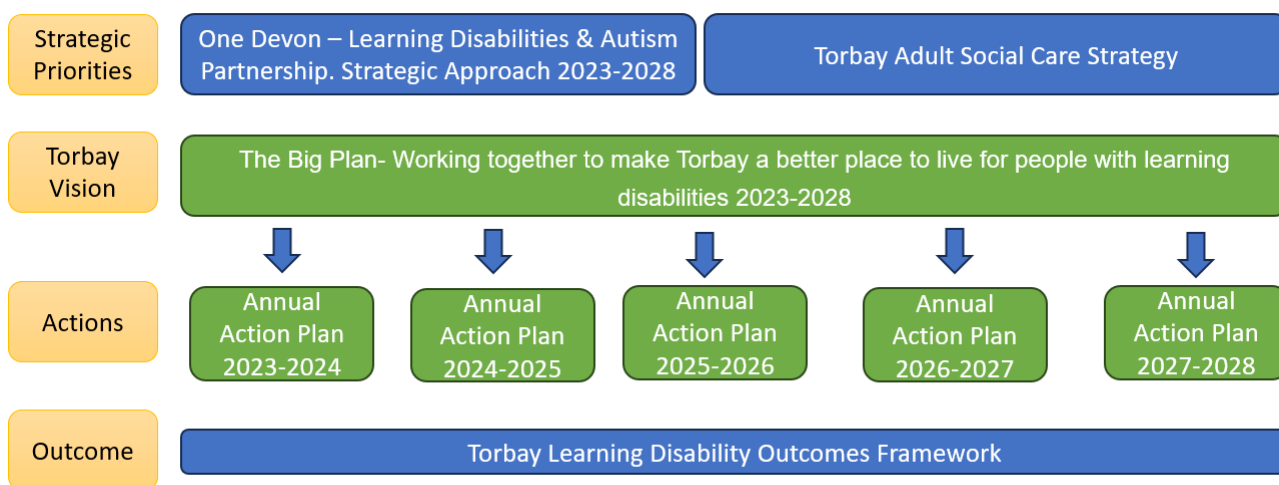 Strategic
Priorities
One Devon – Learning Disabilities & Autism
Partnership. Strategic Approach 2023-2028
Torbay Adult Social Care Strategy
Torbay
Vision
The Big Plan- Working together to make Torbay a better place to live for people with learning
disabilities 2023-2028
Actions
Annual
Action Plan
2023-2024
Annual
Action Plan
2024-2025
Annual
Action Plan
2025-2026
Annual
Action Plan
2026-2027
Annual
Action Plan
2027-2028
Outcome
Torbay Learning Disability Outcomes Framework